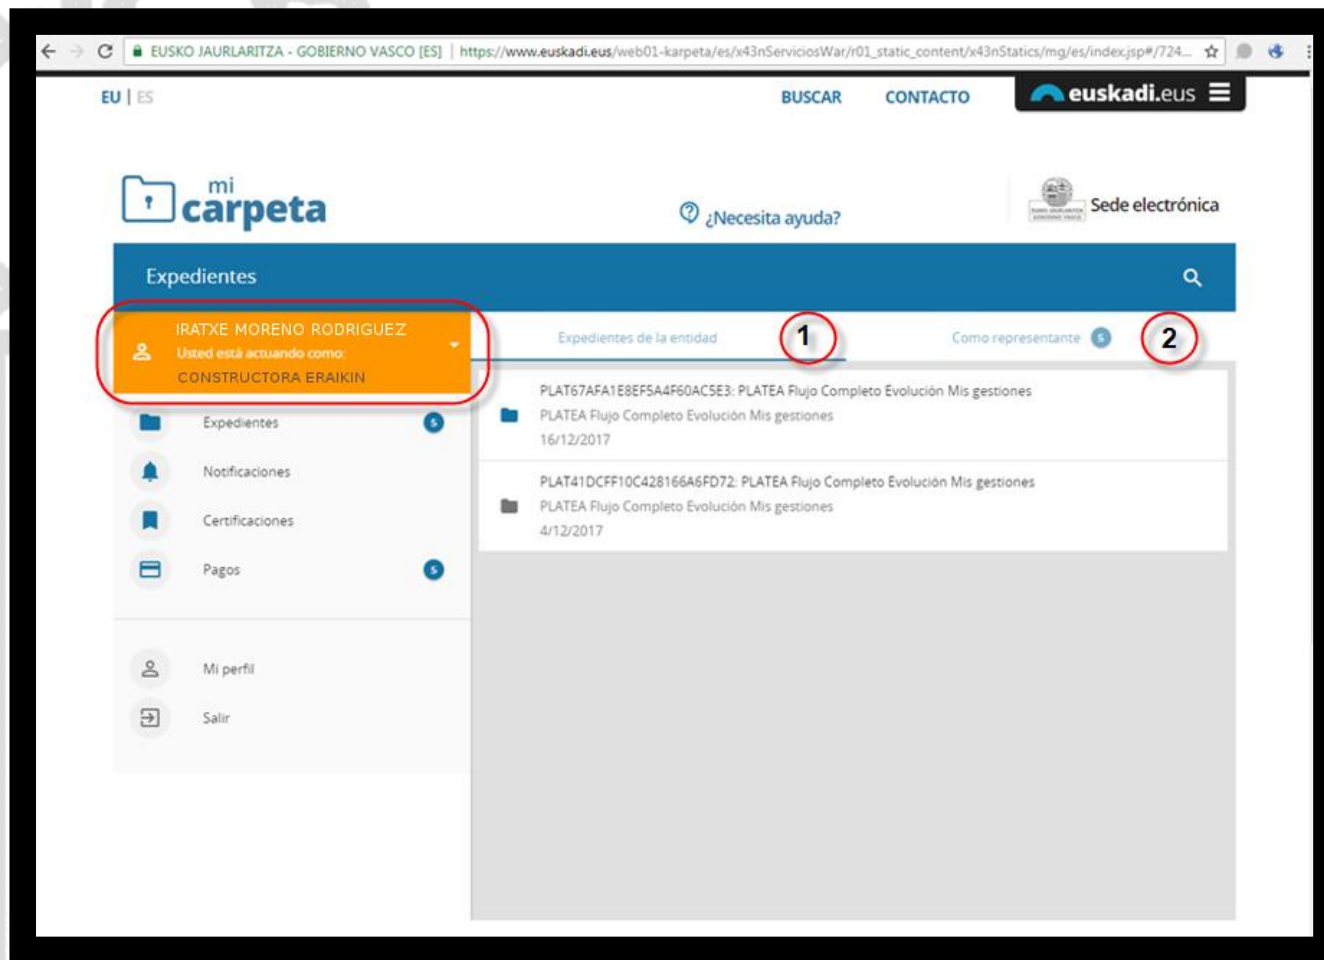 EUSKO JAURLARITZA - GOBIERNO VASCO [ES] | https://www.euskadi.eus/web01-karpeta/es/x43nServiciosWar/r01_static_content/x43nStatics/mg/es/index.jsp#/724...
EU | ES
BUSCAR
CONTACTO
euskadi.eus
mi
carpeta
¿Necesita ayuda?
Sede electrónica
Expedientes
IRATXE MORENO RODRIGUEZ
Usted está actuando como:
CONSTRUCTORA ERAIKIN
Expedientes de la entidad
1
Como representante 5
2
Expedientes 5
Notificaciones
Certificaciones
Pagos 5
Mi perfil
Salir
PLAT67AFA1E8EF5A4F60AC5E3: PLATEA Flujo Completo Evolución Mis gestiones
PLATEA Flujo Completo Evolución Mis gestiones
16/12/2017
PLAT41DCFF10C428166A6FD72: PLATEA Flujo Completo Evolución Mis gestiones
PLATEA Flujo Completo Evolución Mis gestiones
4/12/2017